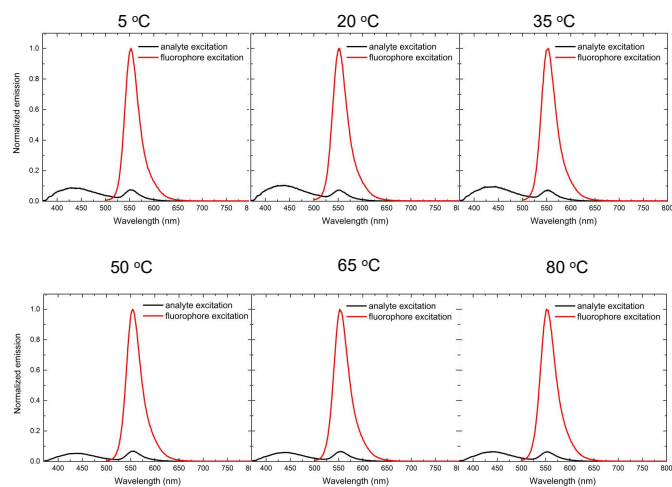 5 °C 20 °C 35 °C
analyte excitation
fluorophore excitation
analyte excitation
fluorophore excitation
analyte excitation
fluorophore excitation
Normalized emission
1.0
0.8
0.6
0.4
0.2
0.0
400 450 500 550 600 650 700 750 8
400 450 500 550 600 650 700 750 8
400 450 500 550 600 650 700 750 800
Wavelength (nm) Wavelength (nm) Wavelength (nm)
50 °C 65 °C 80 °C
analyte excitation
fluorophore excitation
analyte excitation
fluorophore excitation
analyte excitation
fluorophore excitation
Normalized emission
1.0
0.8
0.6
0.4
0.2
0.0
400 450 500 550 600 650 700 750 8
400 450 500 550 600 650 700 750 8
400 450 500 550 600 650 700 750 800
Wavelength (nm) Wavelength (nm) Wavelength (nm)